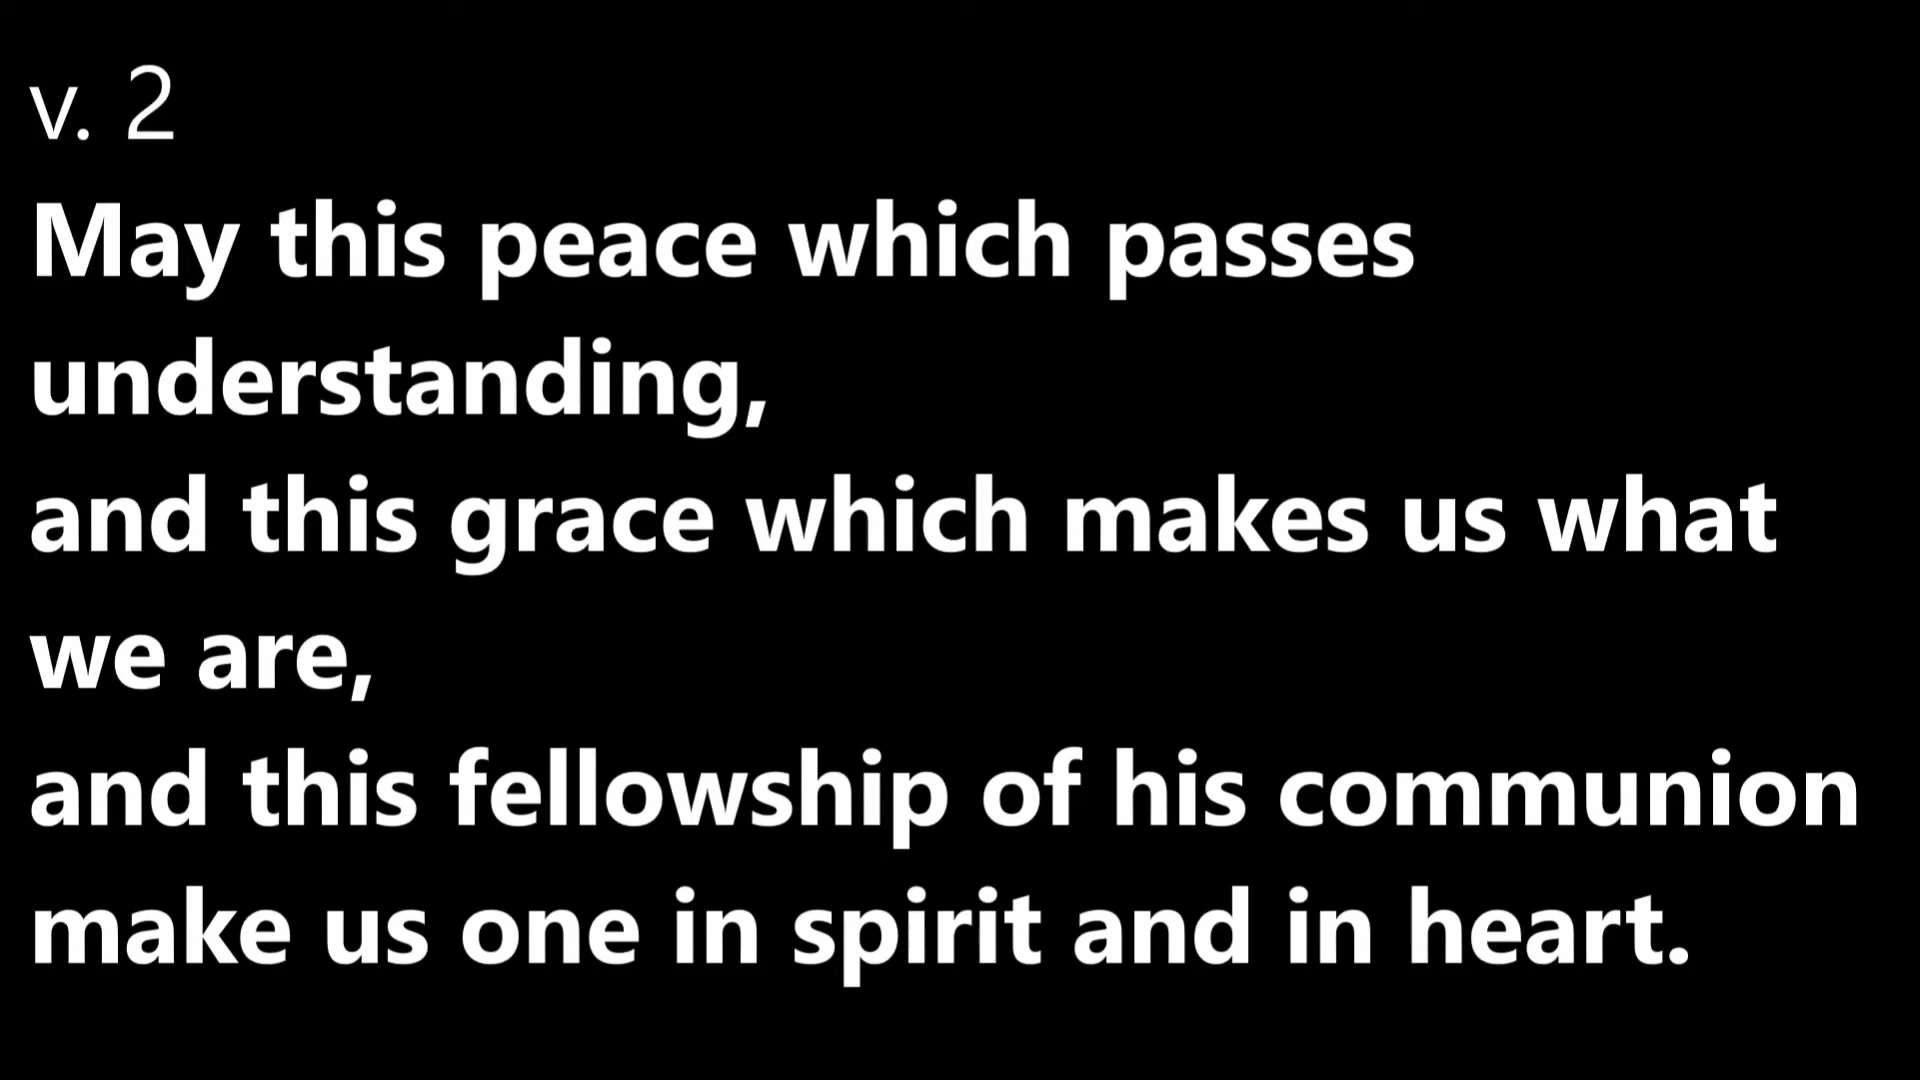 v. 2
May this peace which passes
understanding,
and this grace which makes us what
we are,
and this fellowship of his communion
make us one in spirit and in heart.